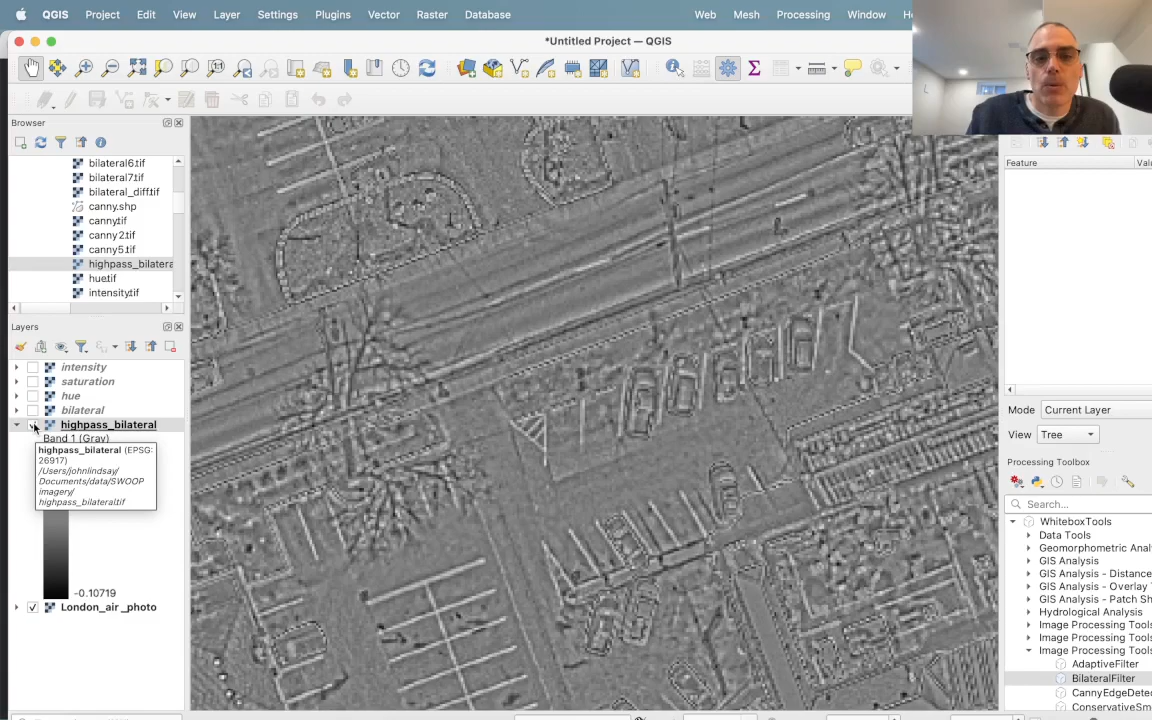 QGIS Project Edit View Layer Settings Plugins Vector Raster Database Web Mesh Processing Window
*Untitled Project — QGIS
Browser
bilateral6.tif
bilateral7.tif
bilateral_diff.tif
canny.shp
canny.tif
canny2.tif
canny5.tif
highpass_bilatera
hue.tif
intensity.tif
Layers
intensity
saturation
hue
bilateral
highpass_bilateral
Band 1 (Gray)
highpass_bilateral (EPSG:
26917)
/Users/johnlindsay/
Documents/data/SWOOP
imagery/
highpass_bilateral.tif
-0.10719
London_air_photo
Feature Val
Mode Current Layer
View Tree
Processing Toolbox
Search...
WhiteboxTools
Data Tools
Geomorphometric Anal
GIS Analysis
GIS Analysis - Distance
GIS Analysis - Overlay
GIS Analysis - Patch Sh
Hydrological Analysis
Image Processing Tools
Image Processing Tools
Image Processing Tools
AdaptiveFilter
BilateralFilter
CannyEdgeDetec
ConservativeSm